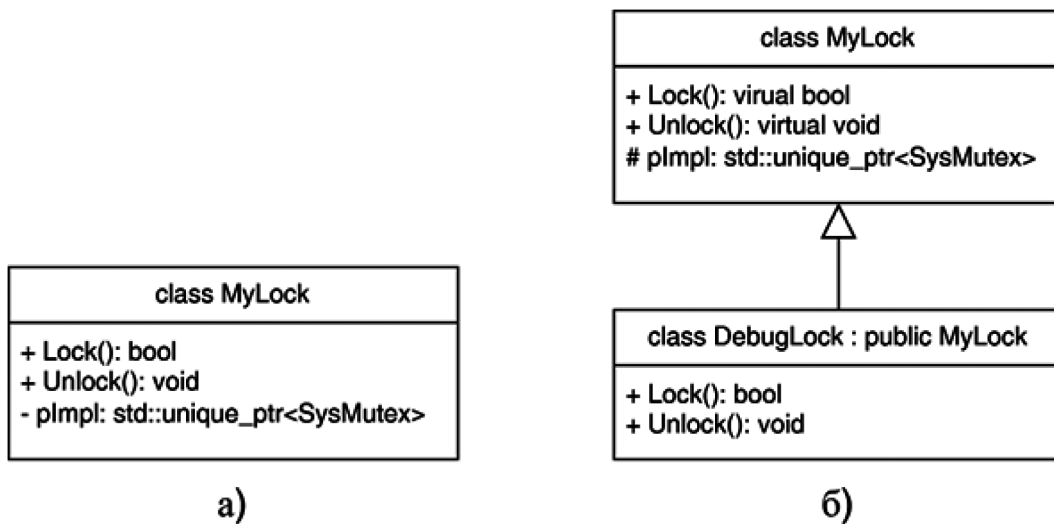 class MyLock
+ Lock(): bool
+ Unlock(): void
- pImpl: std::unique_ptr<SysMutex>
а)
class MyLock
+ Lock(): virual bool
+ Unlock(): virtual void
# pImpl: std::unique_ptr<SysMutex>
class DebugLock : public MyLock
+ Lock(): bool
+ Unlock(): void
б)